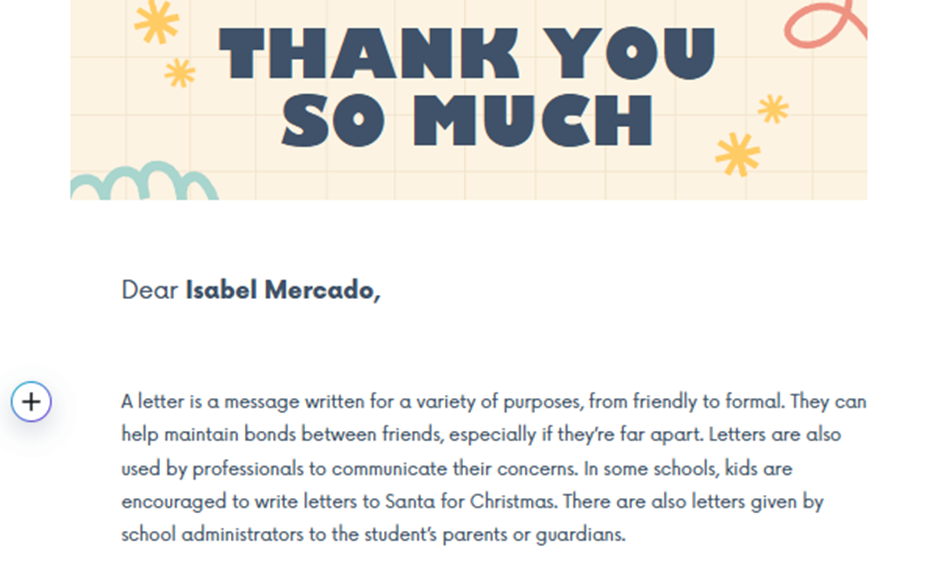 THANK YOU
SO MUCH
Dear Isabel Mercado,
A letter is a message written for a variety of purposes, from friendly to formal. They can
help maintain bonds between friends, especially if they're far apart. Letters are also
used by professionals to communicate their concerns. In some schools, kids are
encouraged to write letters to Santa for Christmas. There are also letters given by
school administrators to the student's parents or guardians.